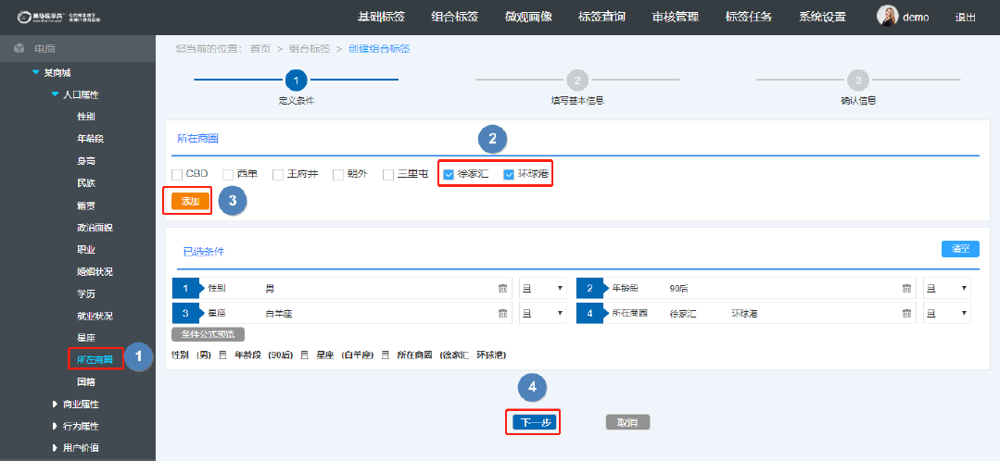 黑马程序员
基础标签 组合标签 微观画像 标签查询 审核管理 标签任务 系统设置 demo 退出
电商
某商城
人口属性
性别
年龄段
身高
民族
籍贯
政治面貌
职业
婚姻状况
学历
就业状况
星座
所在商圈 1
国籍
商业属性
行为属性
用户价值
您当前的位置： 首页 > 组合标签 > 创建组合标签
1 2 3
定义条件 填写基本信息 确认信息
所在商圈 2
CBD 西单 王府井 朝外 三里屯 徐家汇 环球港
添加 3
已选条件 清空
1 性别 男 且 2 年龄段 90后 且
3 星座 白羊座 且 4 所在商圈 徐家汇 环球港 且
条件公式预览
性别 (男) 且 年龄段 (90后) 且 星座 (白羊座) 且 所在商圈 (徐家汇 环球港)
4
下一步 取消